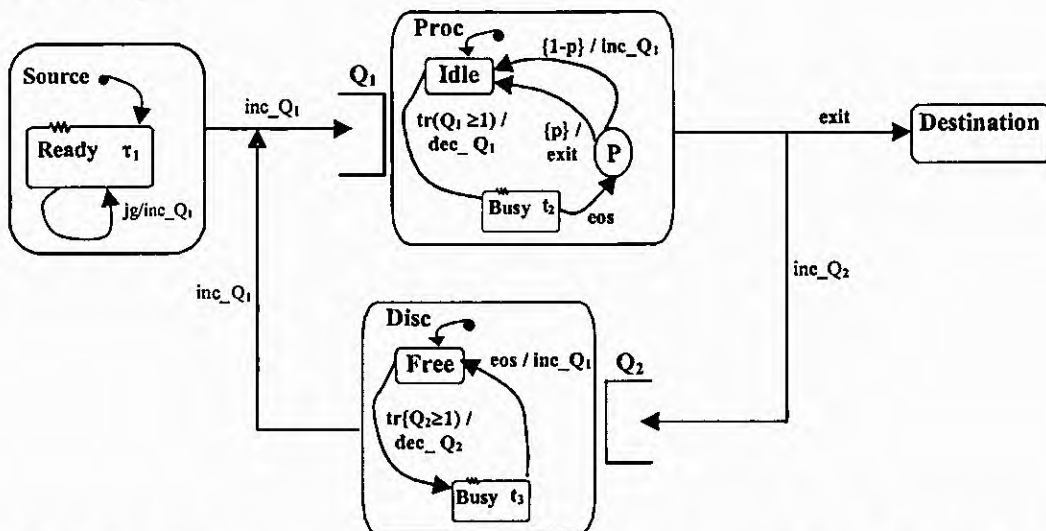 Source
Ready τ₁
jg/inc_Q₁
inc_Q₁
Q₁
Proc
Idle
{1-p} / inc_Q₁
tr(Q₁ ≥1) /
dec_ Q₁
{p} /
exit
P
Busy t₂
eos
exit
Destination
inc_Q₁
inc_Q₂
Disc
Free
eos / inc_Q₁
Q₂
tr{Q₂≥1) /
dec_ Q₂
Busy t₃